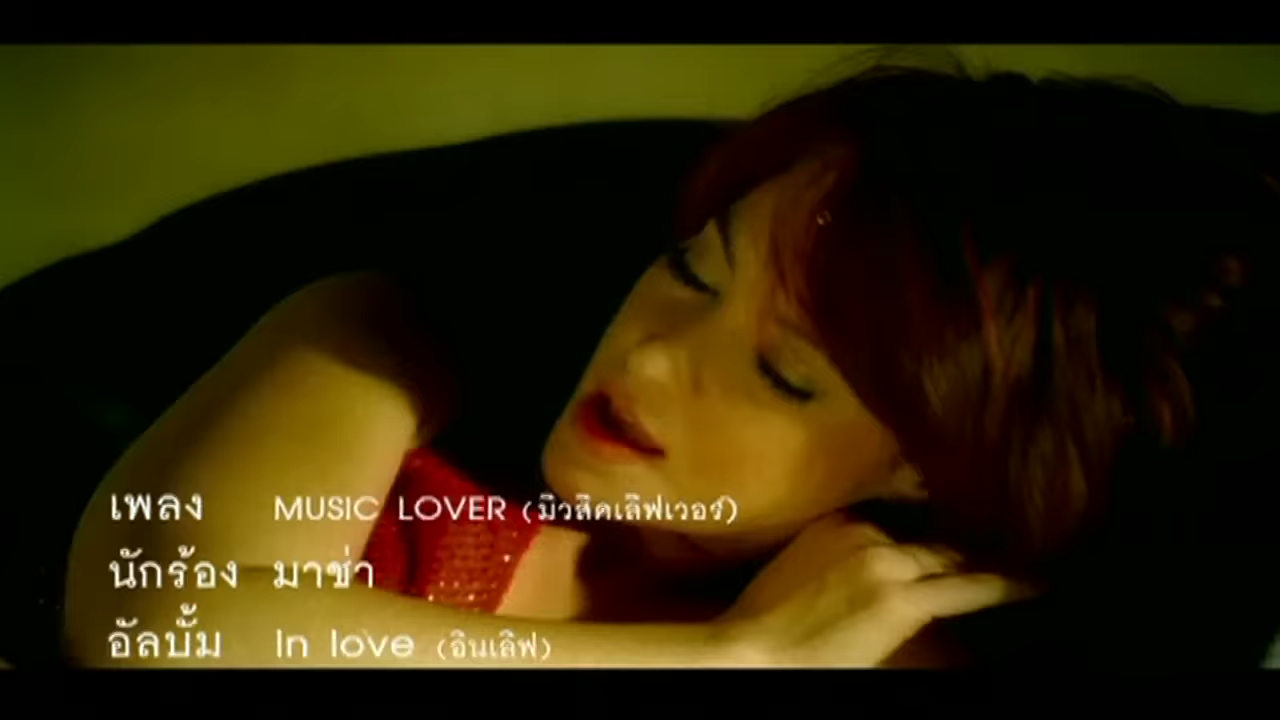 เพลง MUSIC LOVER (มิวสิคเลิฟเวอร์)
นักร้อง มาช่า
อัลบั้ม In love (อินเลิฟ)